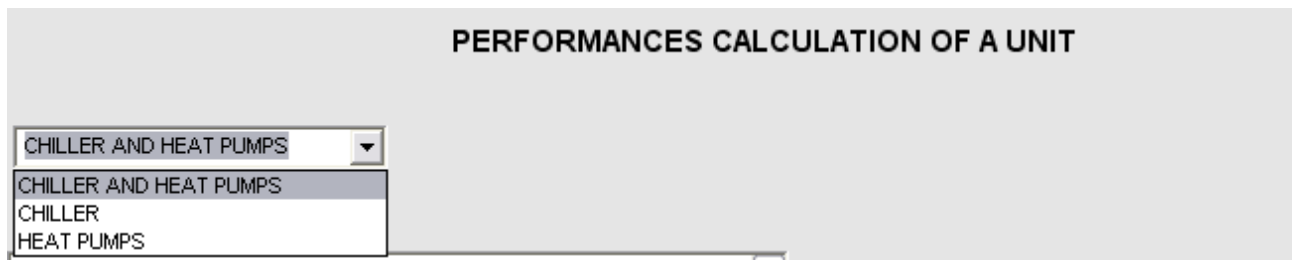 PERFORMANCES CALCULATION OF A UNIT
CHILLER AND HEAT PUMPS
CHILLER AND HEAT PUMPS
CHILLER
HEAT PUMPS